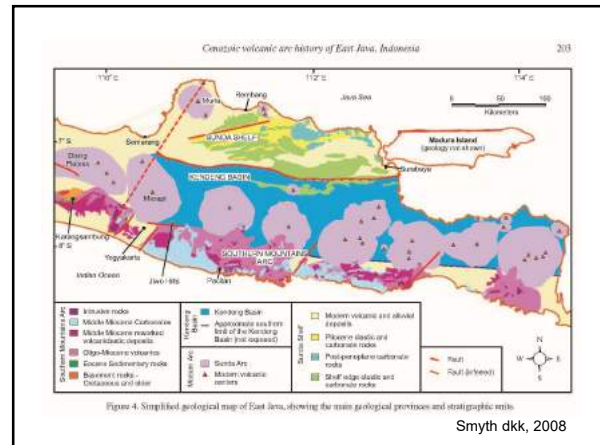 Cenozoic volcanic arc history of East Java, Indonesia 203
110°E 112°E 114°E
Muria
Rembang
Java Sea
0 50 100
Kilometers
7°S
Semarang
SUNDA SHELF
Madura Island
(geology not shown)
Dieng
Plateau
KENDENG BASIN
Surabaya
Merapi
Karangsambung
8°S
Yogyakarta
SOUTHERN MOUNTAINS
ARC
Indian Ocean
Jiwo Hills
Pacitan
Southern Mountains Arc
Intrusive rocks
Middle Miocene Carbonates
Middle Miocene reworked
volcaniclastic deposits
Oligo-Miocene volcanics
Eocene Sedimentary rocks
Basement rocks -
Cretaceous and older
Kendeng
Basin
Kendeng Basin
Approximate southern
limit of the Kendeng
Basin (not exposed)
Modern Arc
Sunda Arc
Modern volcanic
centers
Sunda Shelf
Modern volcanic and alluvial
deposits
Pliocene clastic and
carbonate rocks
carbonate
rocks
Shelf edge clastic and
carbonate rocks
Fault
Fault (inferred)
N
W E
S
Figure 4. Simplified geological map of East Java, showing the main geological provinces and stratigraphic units.
Smyth dkk, 2008